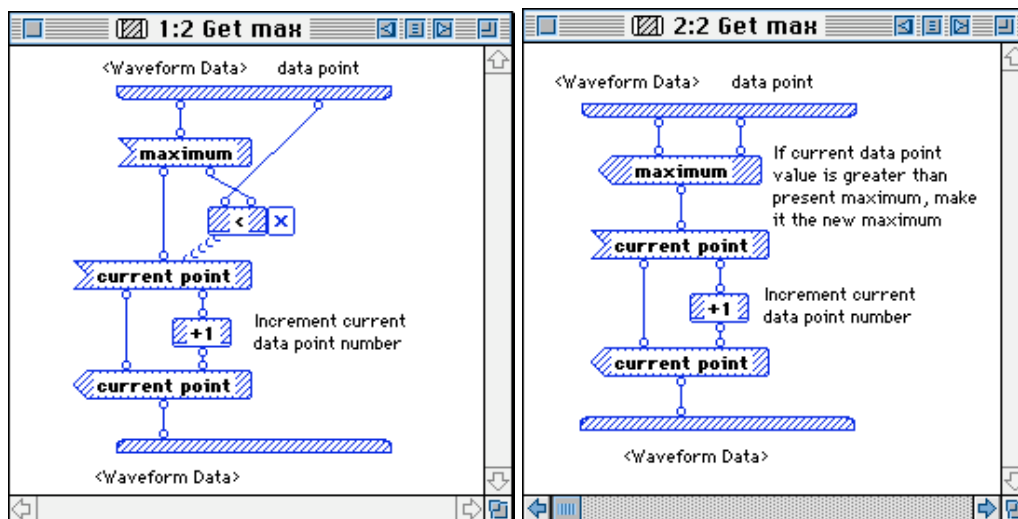 1:2 Get max
<Waveform Data> data point
maximum
<
X
current point
+1
Increment current
data point number
current point
<Waveform Data>
2:2 Get max
<Waveform Data> data point
maximum
If current data point
value is greater than
present maximum, make
it the new maximum
current point
+1
Increment current
data point number
current point
<Waveform Data>